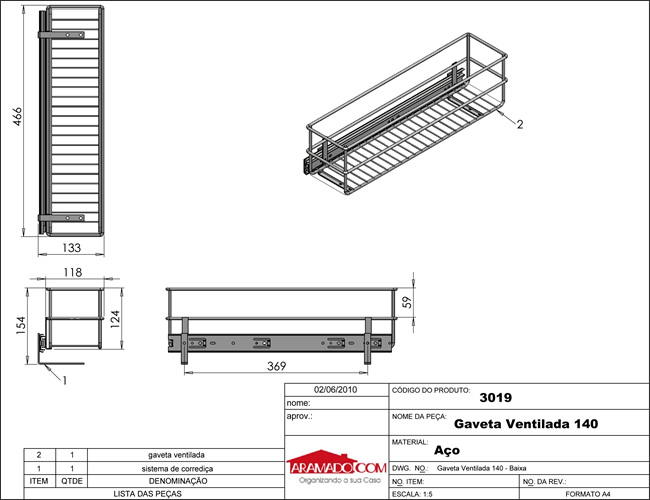 466
133
2
118
154
124
1
59
369
02/06/2010
nome:
aprov.:
CÓDIGO DO PRODUTO: 3019
NOME DA PEÇA:
Gaveta Ventilada 140
MATERIAL:
Aço
DWG. NO.: Gaveta Ventilada 140 - Baixa
NO. ITEM: NO. DA REV.:
ESCALA: 1:5 FORMATO A4
ARAMADO.COM
Organizando a sua Casa
2 1 gaveta ventilada
1 1 sistema de corrediça
ITEM QTDE DENOMINAÇÃO
LISTA DAS PEÇAS